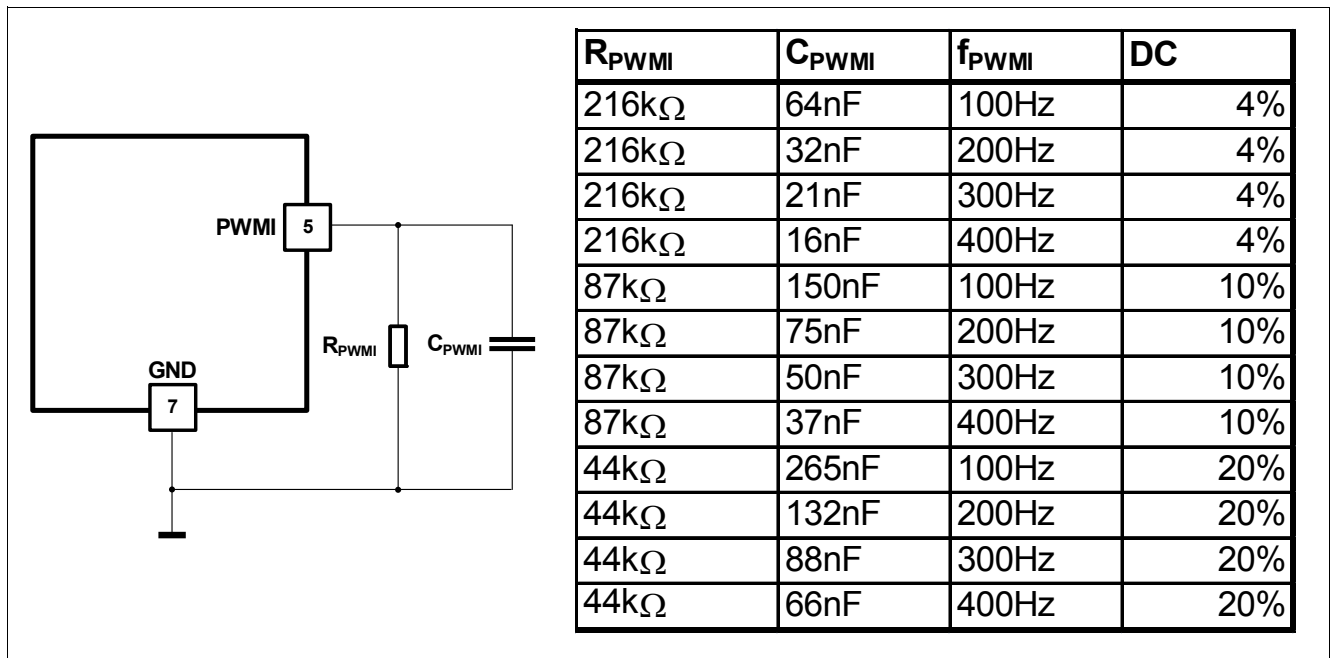 PWMI 5
GND
7
RPWMI CPWMI
RPWMI CPWMI fPWMI DC
216kΩ 64nF 100Hz 4%
216kΩ 32nF 200Hz 4%
216kΩ 21nF 300Hz 4%
216kΩ 16nF 400Hz 4%
87kΩ 150nF 100Hz 10%
87kΩ 75nF 200Hz 10%
87kΩ 50nF 300Hz 10%
87kΩ 37nF 400Hz 10%
44kΩ 265nF 100Hz 20%
44kΩ 132nF 200Hz 20%
44kΩ 88nF 300Hz 20%
44kΩ 66nF 400Hz 20%